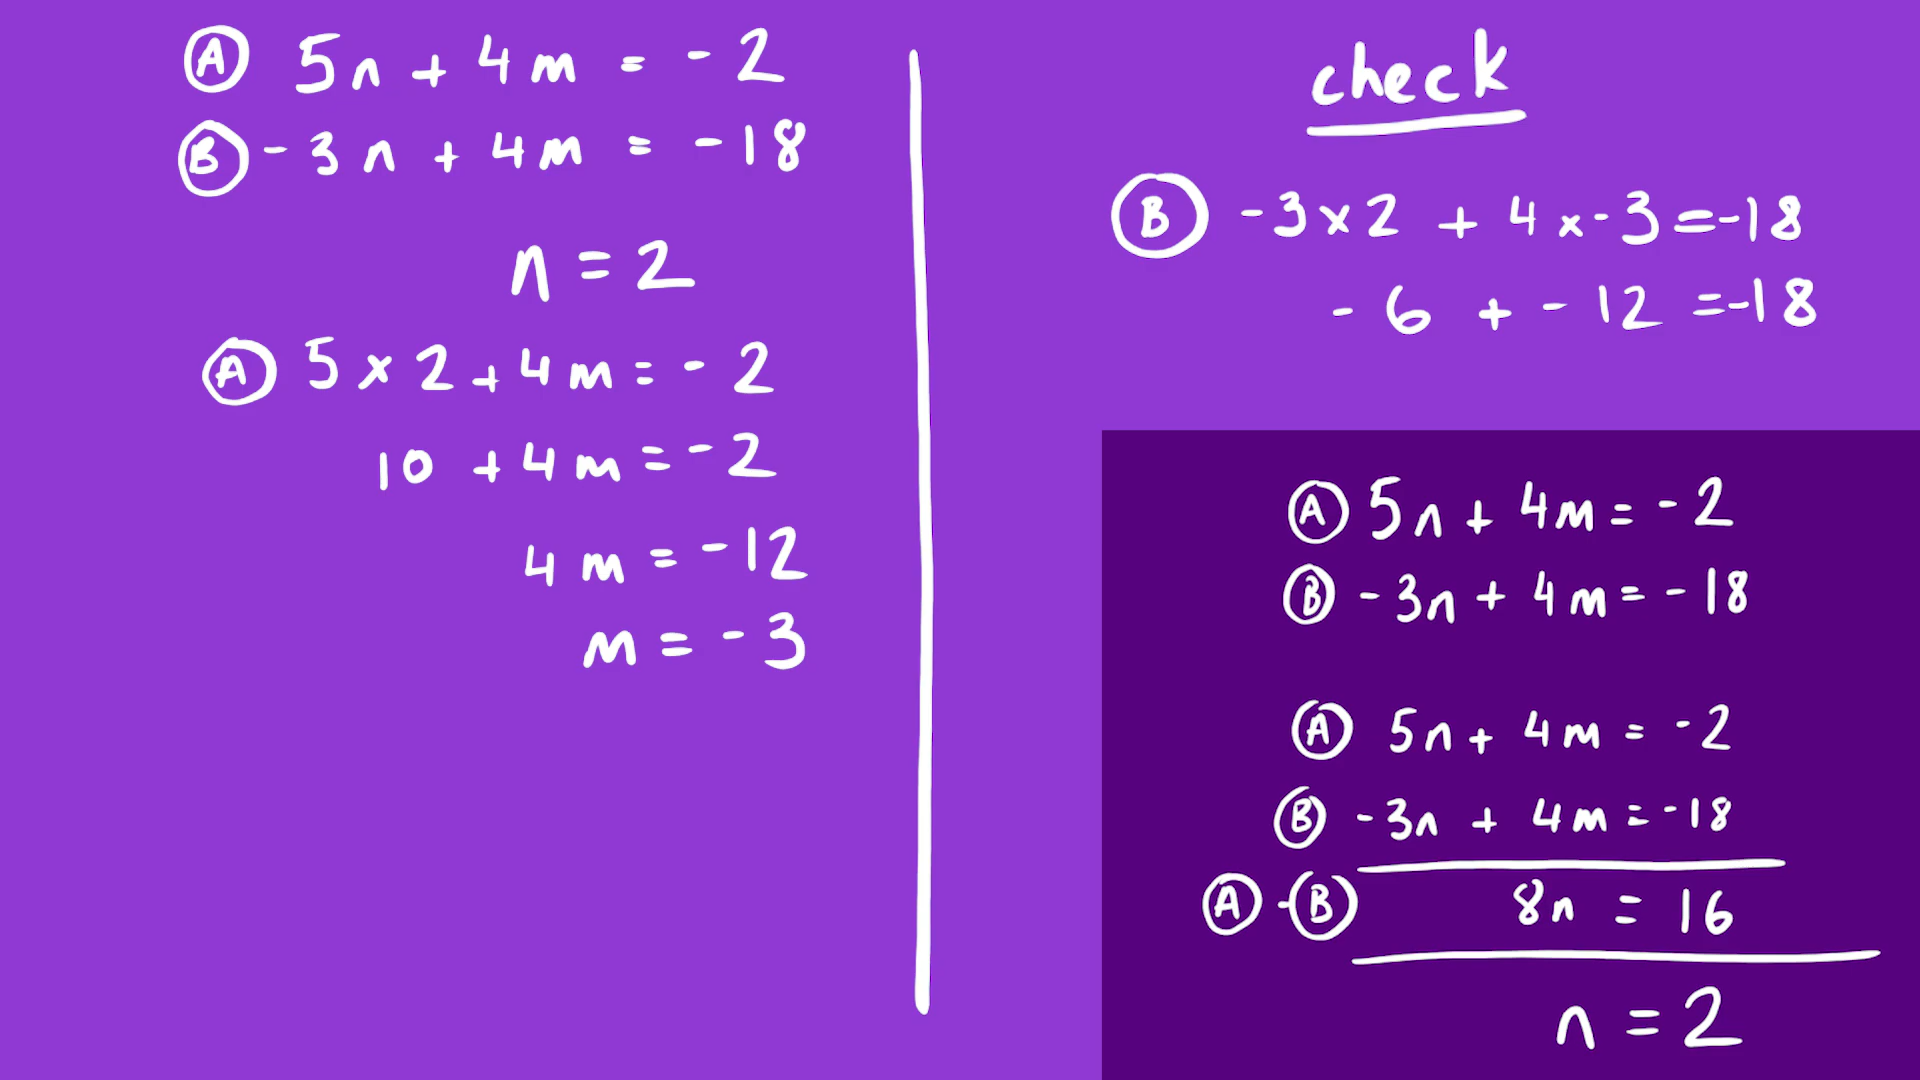 Ⓐ 5n + 4m = -2
Ⓑ -3n + 4m = -18
n = 2
Ⓐ 5 × 2 + 4m = -2
10 + 4m = -2
4m = -12
m = -3
check
Ⓑ -3×2 + 4×-3 = -18
-6 + -12 = -18
Ⓐ 5n + 4m = -2
Ⓑ -3n + 4m = -18
Ⓐ 5n + 4m = -2
Ⓑ -3n + 4m = -18
Ⓐ - Ⓑ 8n = 16
n = 2